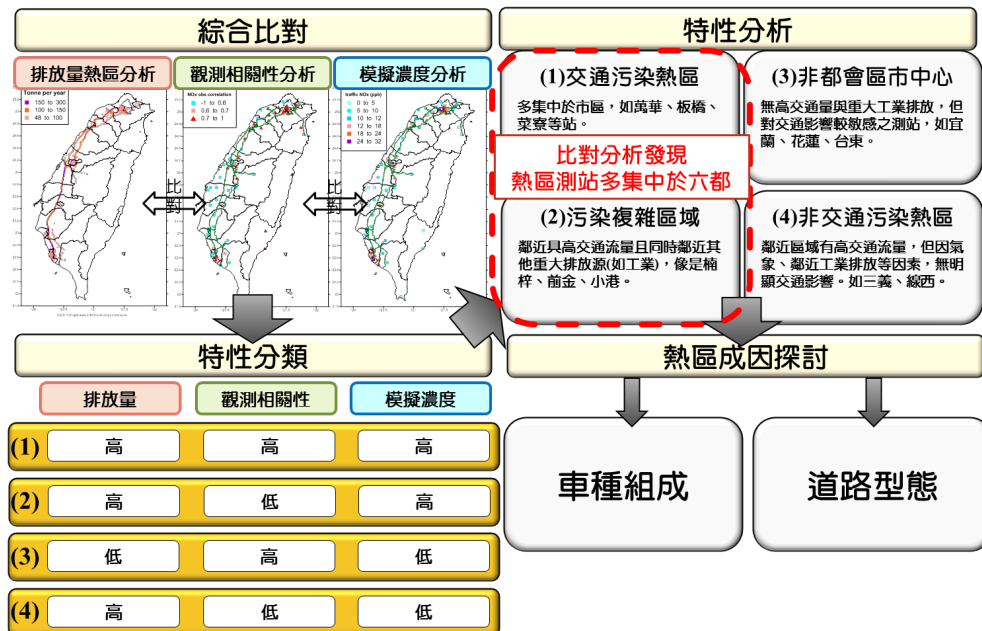 綜合比對
排放量熱區分析
觀測相關性分析
模擬濃度分析
Tonne per year
150 to 300
100 to 150
48 to 100
NOx obs correlation
-1 to 0.6
0.6 to 0.7
0.7 to 1
traffic NOx (ppb)
0 to 5
5 to 10
10 to 12
12 to 18
18 to 24
24 to 32
比對
比對
特性分析
(1)交通污染熱區
多集中於市區，如萬華、板橋、
菜寮等站。
(3)非都會區市中心
無高交通量與重大工業排放，但
對交通影響較敏感之測站，如宜
蘭、花蓮、台東。
比對分析發現
熱區測站多集中於六都
(2)污染複雜區域
鄰近具高交通流量且同時鄰近其
他重大排放源(如工業)，像是楠
梓、前金、小港。
(4)非交通污染熱區
鄰近區域有高交通流量，但因氣
象、鄰近工業排放等因素，無明
顯交通影響。如三義、線西。
特性分類
排放量
觀測相關性
模擬濃度
(1) 高 高 高
(2) 高 低 高
(3) 低 高 低
(4) 高 低 低
熱區成因探討
車種組成
道路型態